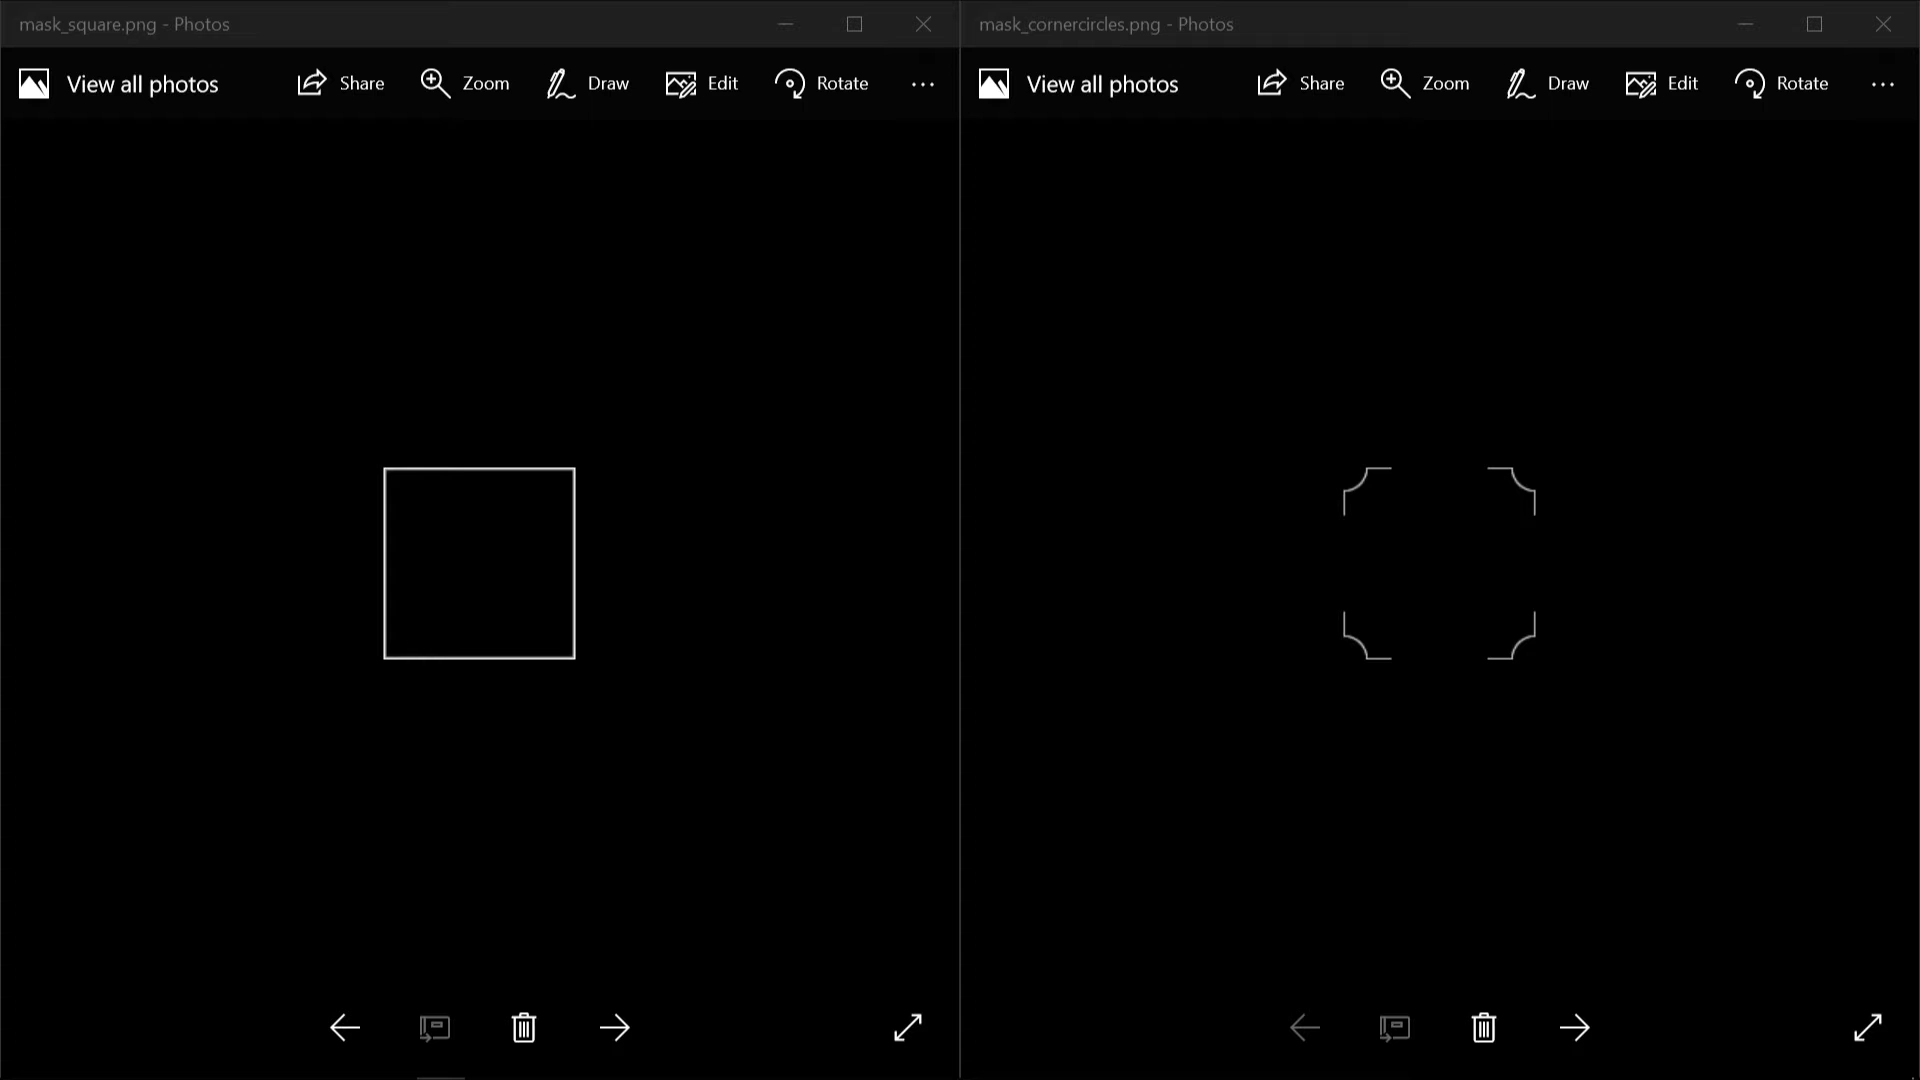 mask_square.png - Photos
View all photos Share Zoom Draw Edit Rotate
mask_cornercircles.png - Photos
View all photos Share Zoom Draw Edit Rotate